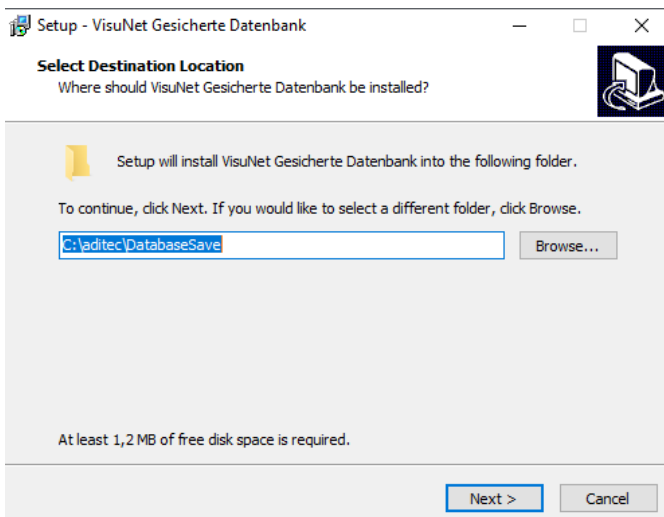 Setup - VisuNet Gesicherte Datenbank
Select Destination Location
Where should VisuNet Gesicherte Datenbank be installed?
Setup will install VisuNet Gesicherte Datenbank into the following folder.
To continue, click Next. If you would like to select a different folder, click Browse.
C:\aditec\DatabaseSave
Browse...
At least 1,2 MB of free disk space is required.
Next >
Cancel